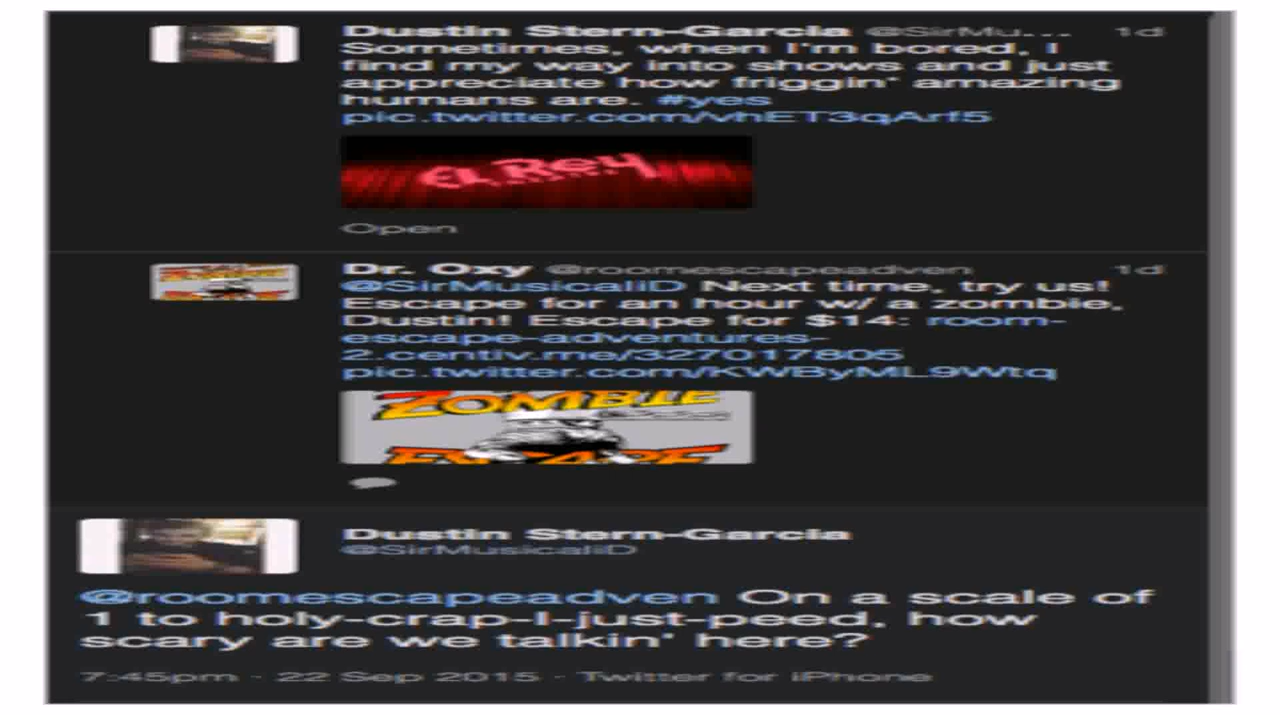 Dustin Stern-Garcia @SirMu... 1d
Sometimes, when I'm bored, I
find my way into shows and just
appreciate how friggin' amazing
humans are. #yes
pic.twitter.com/vhET3qArf5
EL Rey
Open
Dr. Oxy @roomescapeadven 1d
@SirMusicaliD Next time, try us!
Escape for an hour w/ a zombie,
Dustin! Escape for $14: room-
escape-adventures-
2.centiv.me/327017805
pic.twitter.com/KWByML9Wtq
ZOMBIE
ESCAPE
Dustin Stern-Garcia
@SirMusicaliD
@roomescapeadven On a scale of
1 to holy-crap-I-just-peed, how
scary are we talkin' here?
7:45pm · 22 Sep 2015 · Twitter for iPhone